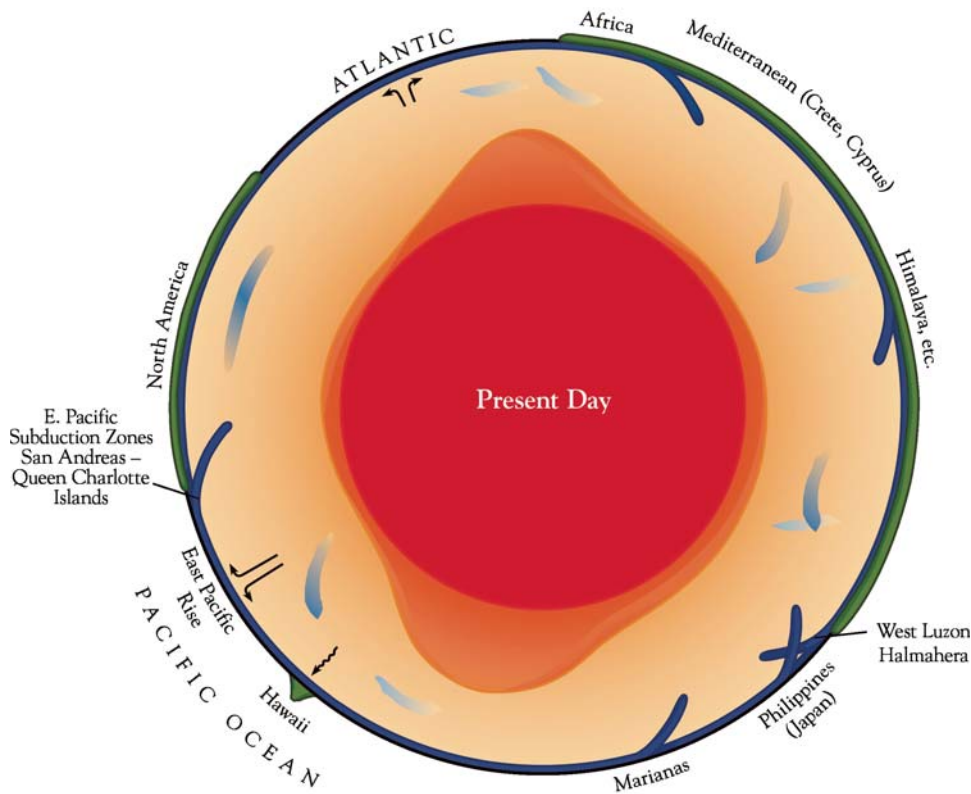 Africa
Mediterranean (Crete, Cyprus)
ATLANTIC
Himalaya, etc.
North America
Present Day
E. Pacific
Subduction Zones
San Andreas –
Queen Charlotte
Islands
East Pacific
Rise
PACIFIC OCEAN
Hawaii
West Luzon
Halmahera
Philippines
(Japan)
Marianas